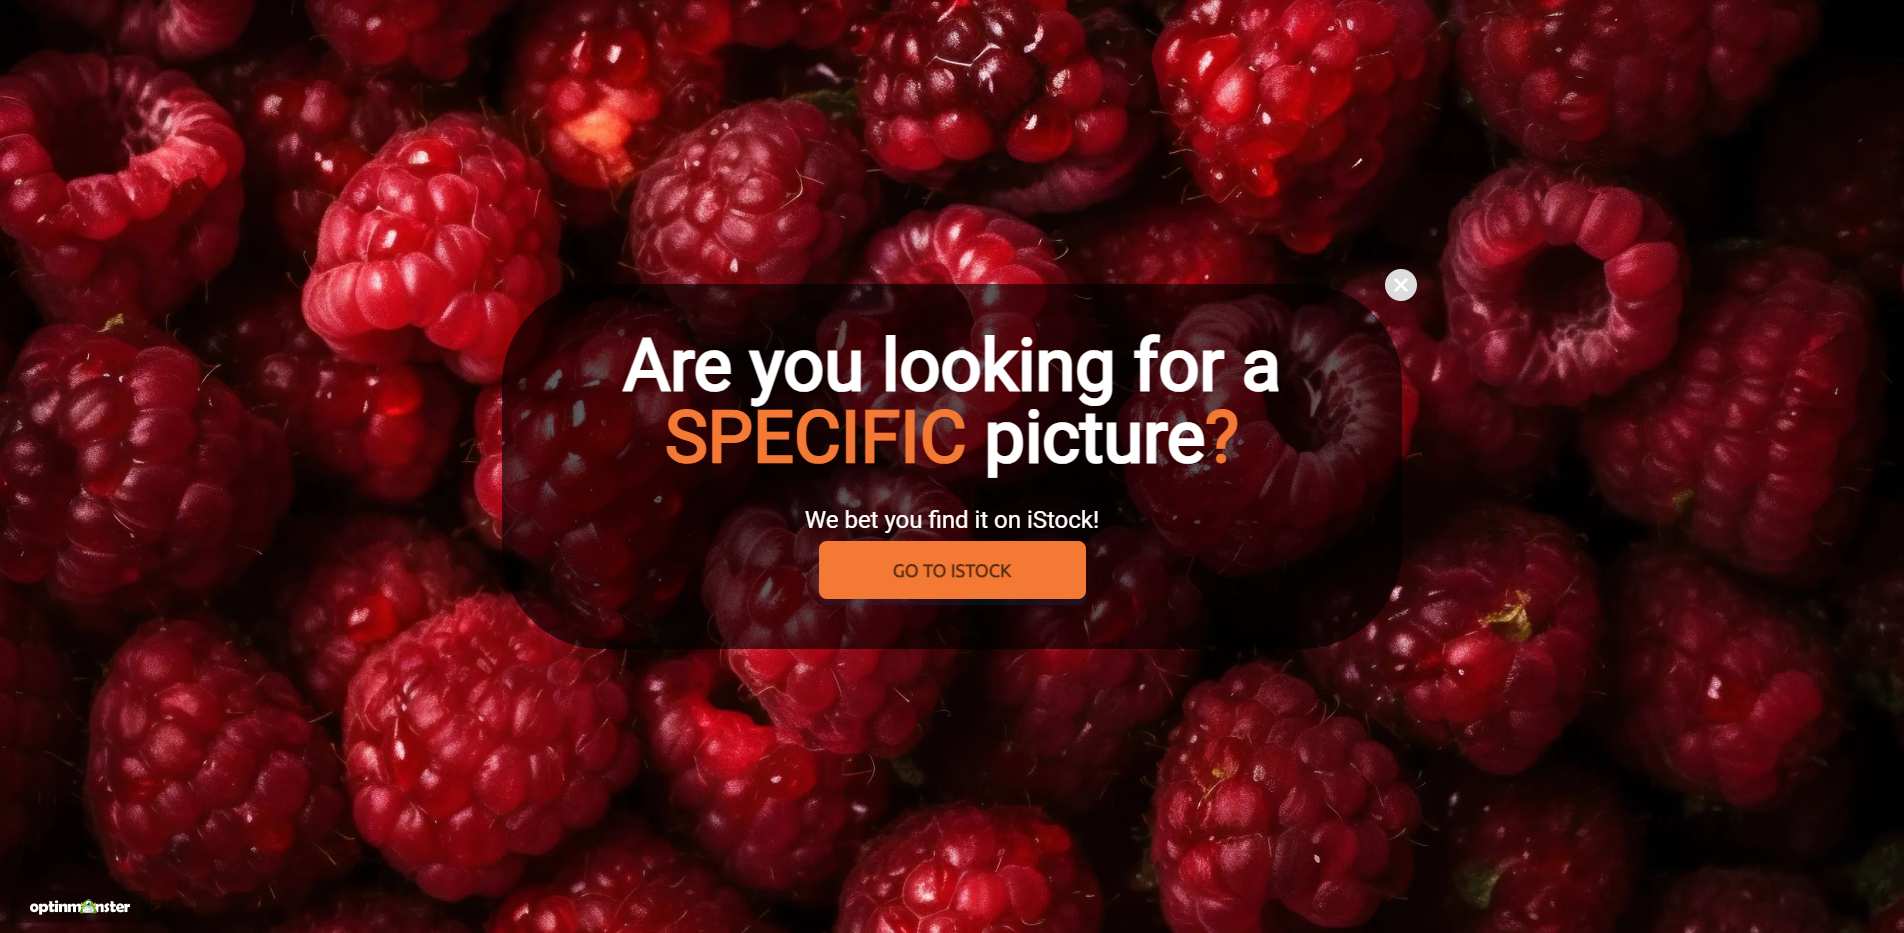 Are you looking for a
SPECIFIC picture?
We bet you find it on iStock!
GO TO ISTOCK
optinmonster